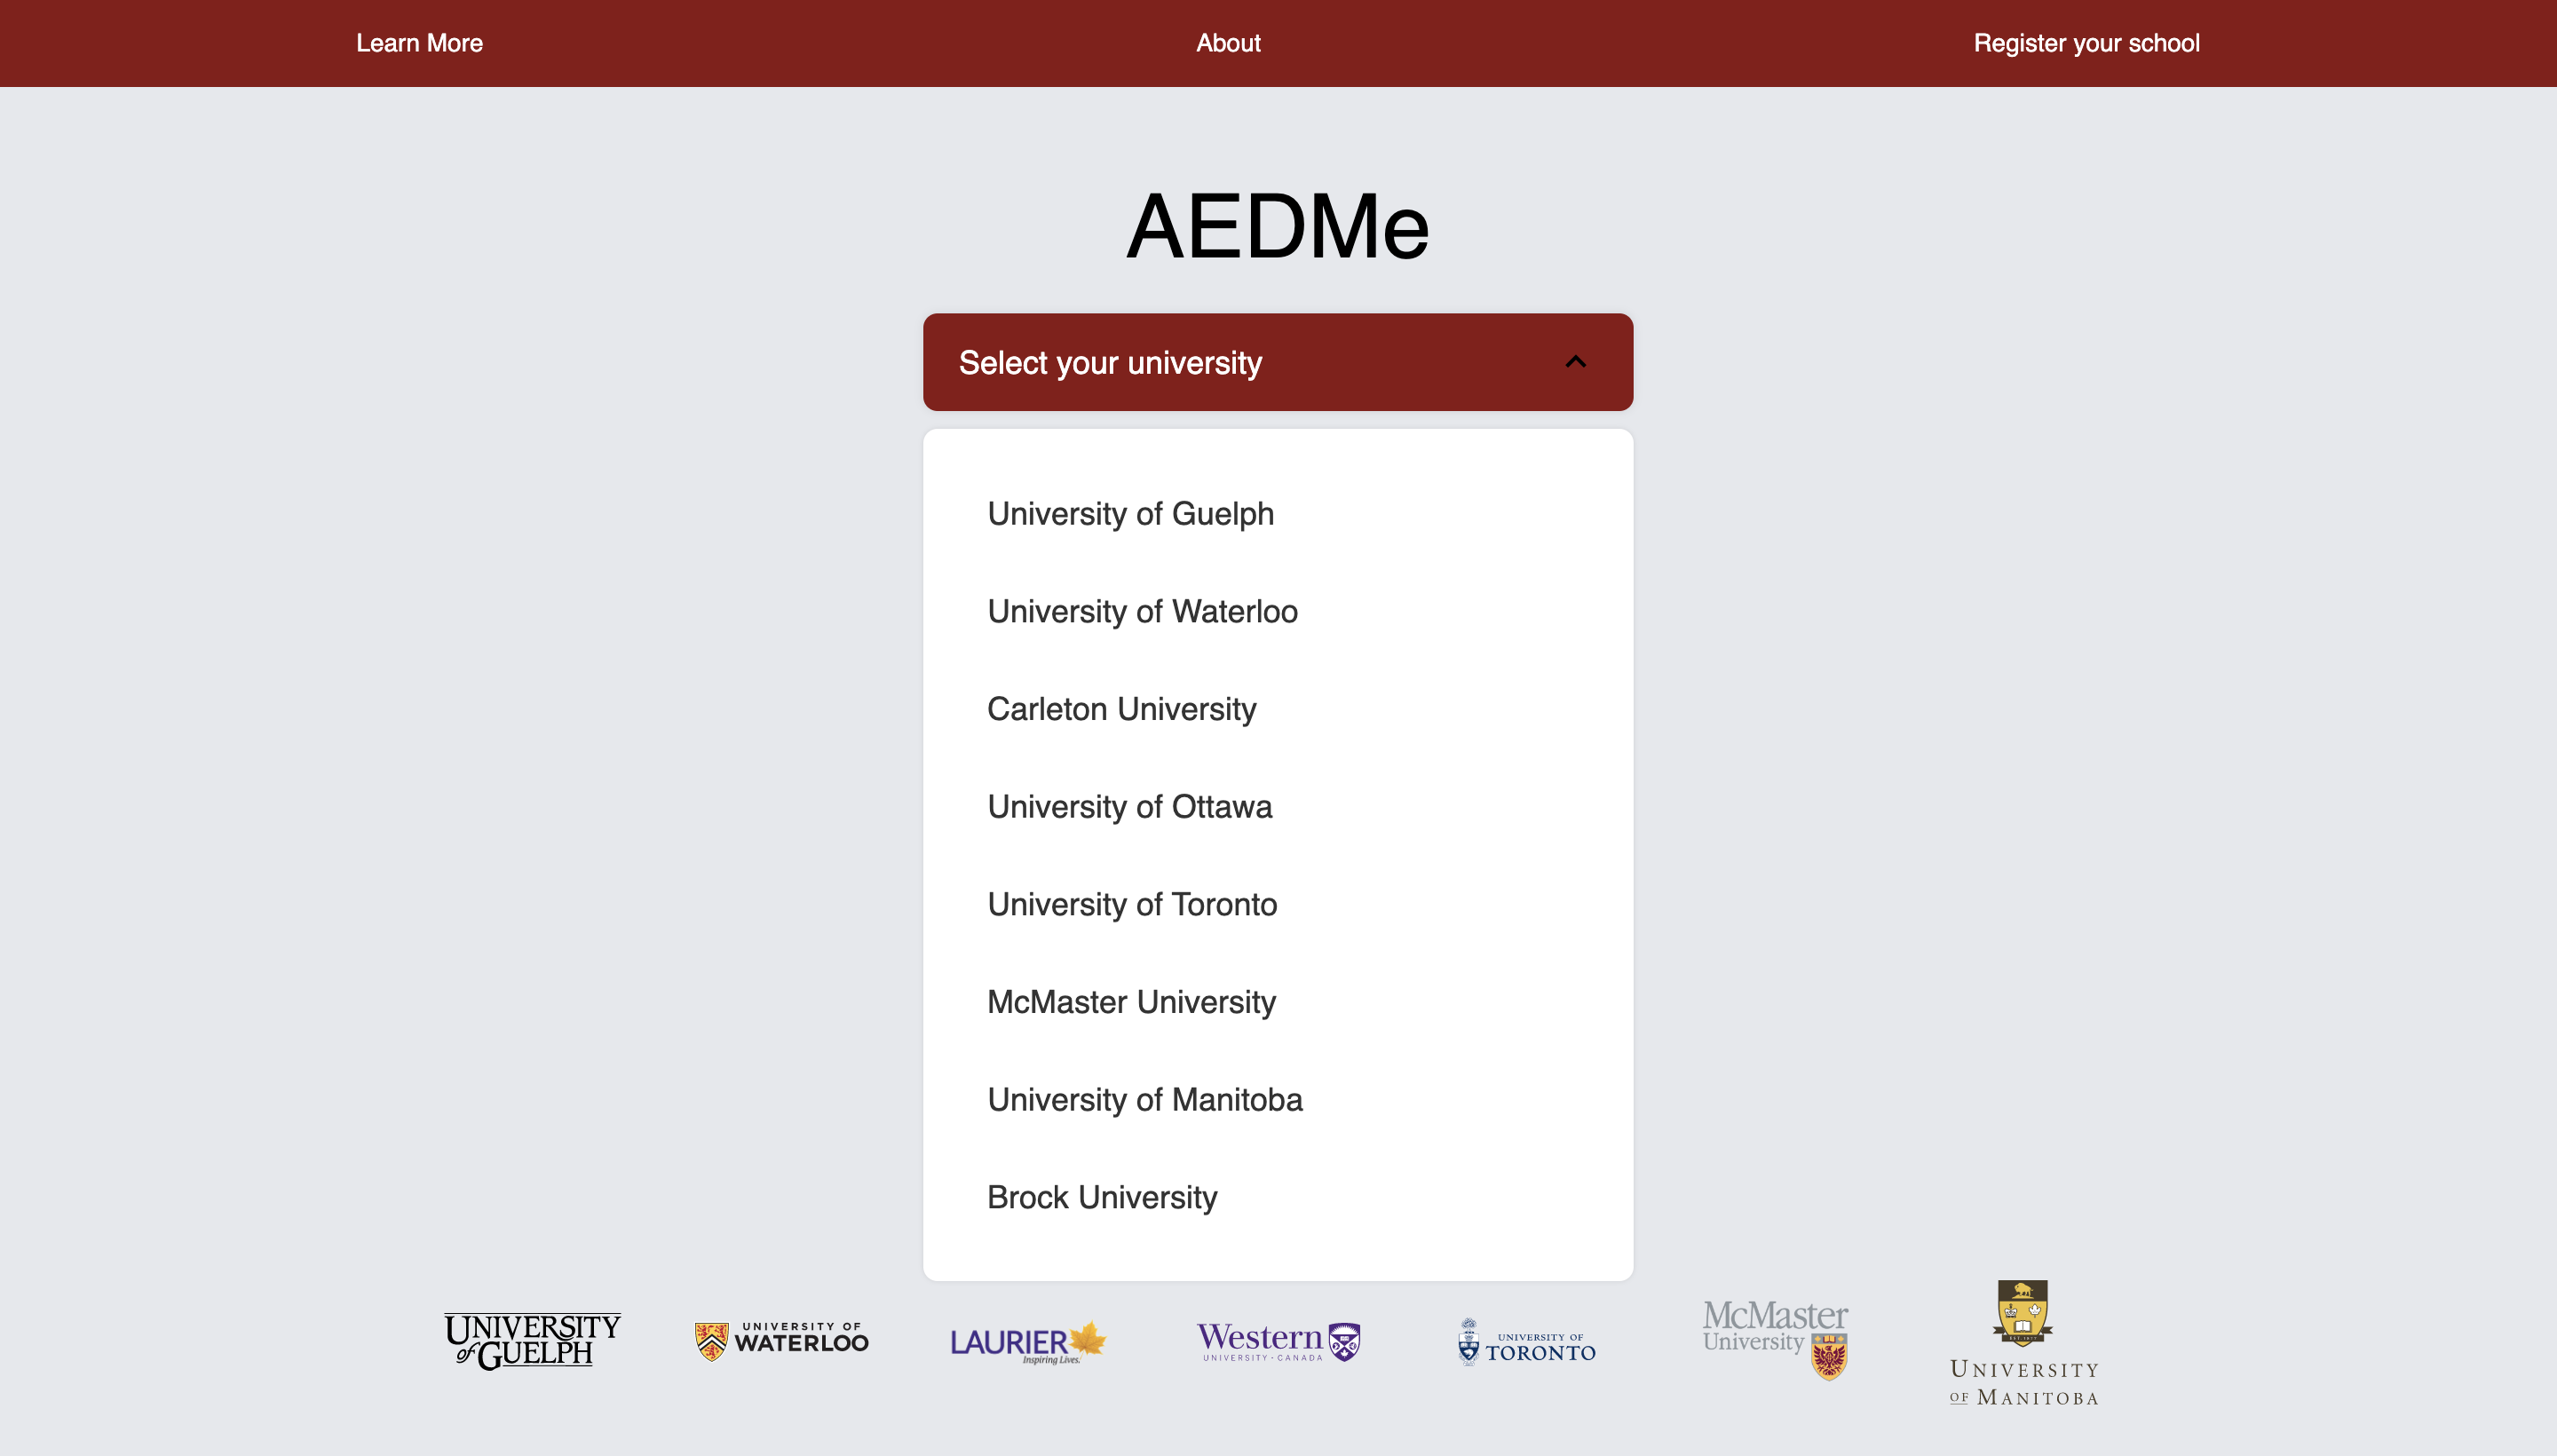 Learn More
About
Register your school
AEDMe
Select your university
University of Guelph
University of Waterloo
Carleton University
University of Ottawa
University of Toronto
McMaster University
University of Manitoba
Brock University
UNIVERSITY
of GUELPH
UNIVERSITY OF
WATERLOO
LAURIER
Inspiring Lives.
Western
UNIVERSITY · CANADA
UNIVERSITY OF
TORONTO
McMaster
University
EST. 1877
UNIVERSITY
OF MANITOBA